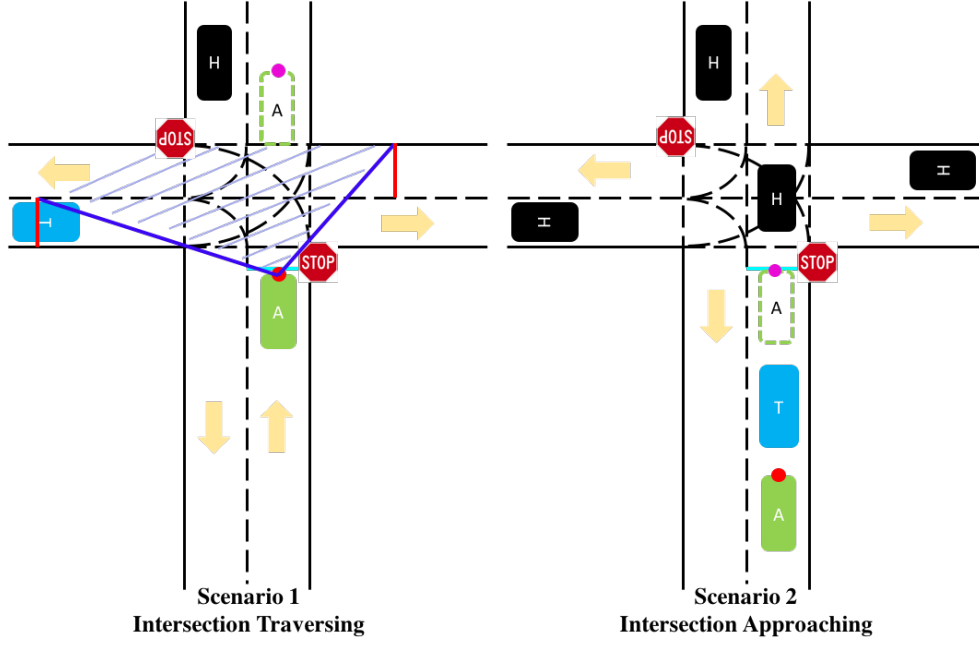 H
H
A
A
STOP
STOP
H
H
T
H
H
STOP
STOP
A
A
T
A
Scenario 1
Intersection Traversing
Scenario 2
Intersection Approaching